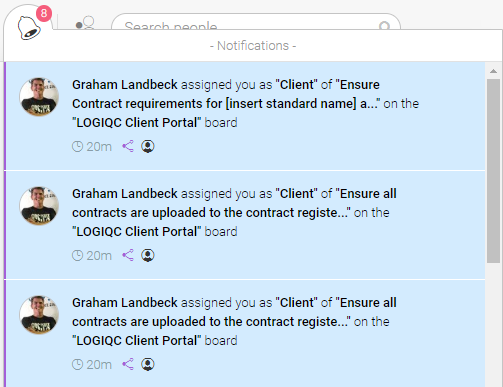 8
Search people
- Notifications -
Graham Landbeck assigned you as "Client" of "Ensure
Contract requirements for [insert standard name] a..." on the
"LOGIQC Client Portal" board
20m
Graham Landbeck assigned you as "Client" of "Ensure all
contracts are uploaded to the contract registe..." on the
"LOGIQC Client Portal" board
20m
Graham Landbeck assigned you as "Client" of "Ensure all
contracts are uploaded to the contract registe..." on the
"LOGIQC Client Portal" board
20m